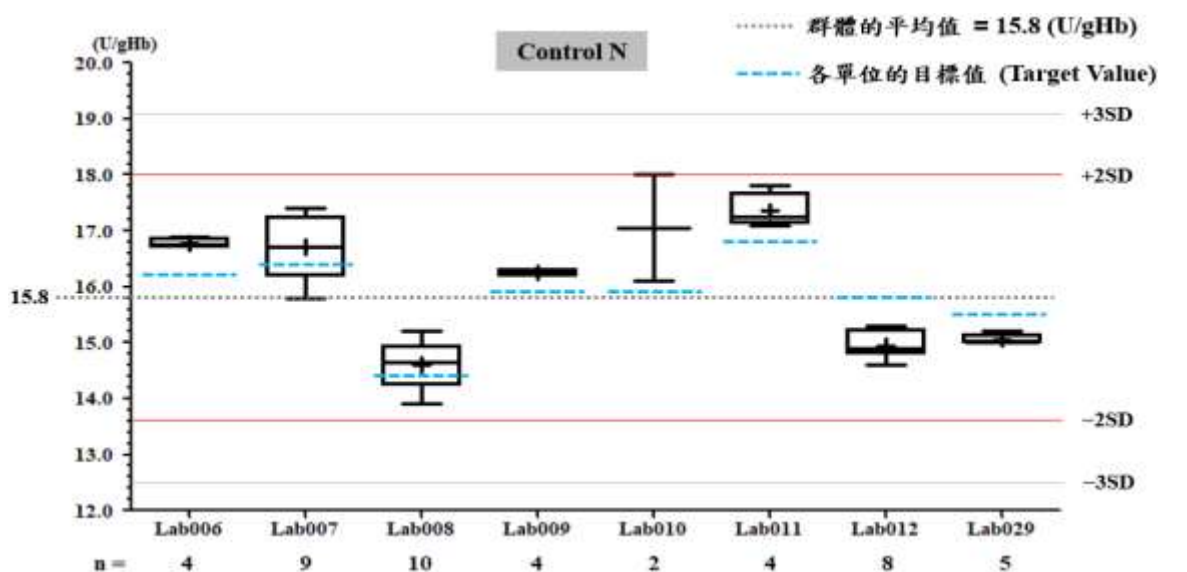 (U/gHb)
Control N
群體的平均值 = 15.8 (U/gHb)
各單位的目標值 (Target Value)
20.0
19.0
+3SD
18.0
+2SD
17.0
16.0
15.8
15.0
14.0
−2SD
13.0
−3SD
12.0
Lab006 Lab007 Lab008 Lab009 Lab010 Lab011 Lab012 Lab029
n = 4 9 10 4 2 4 8 5